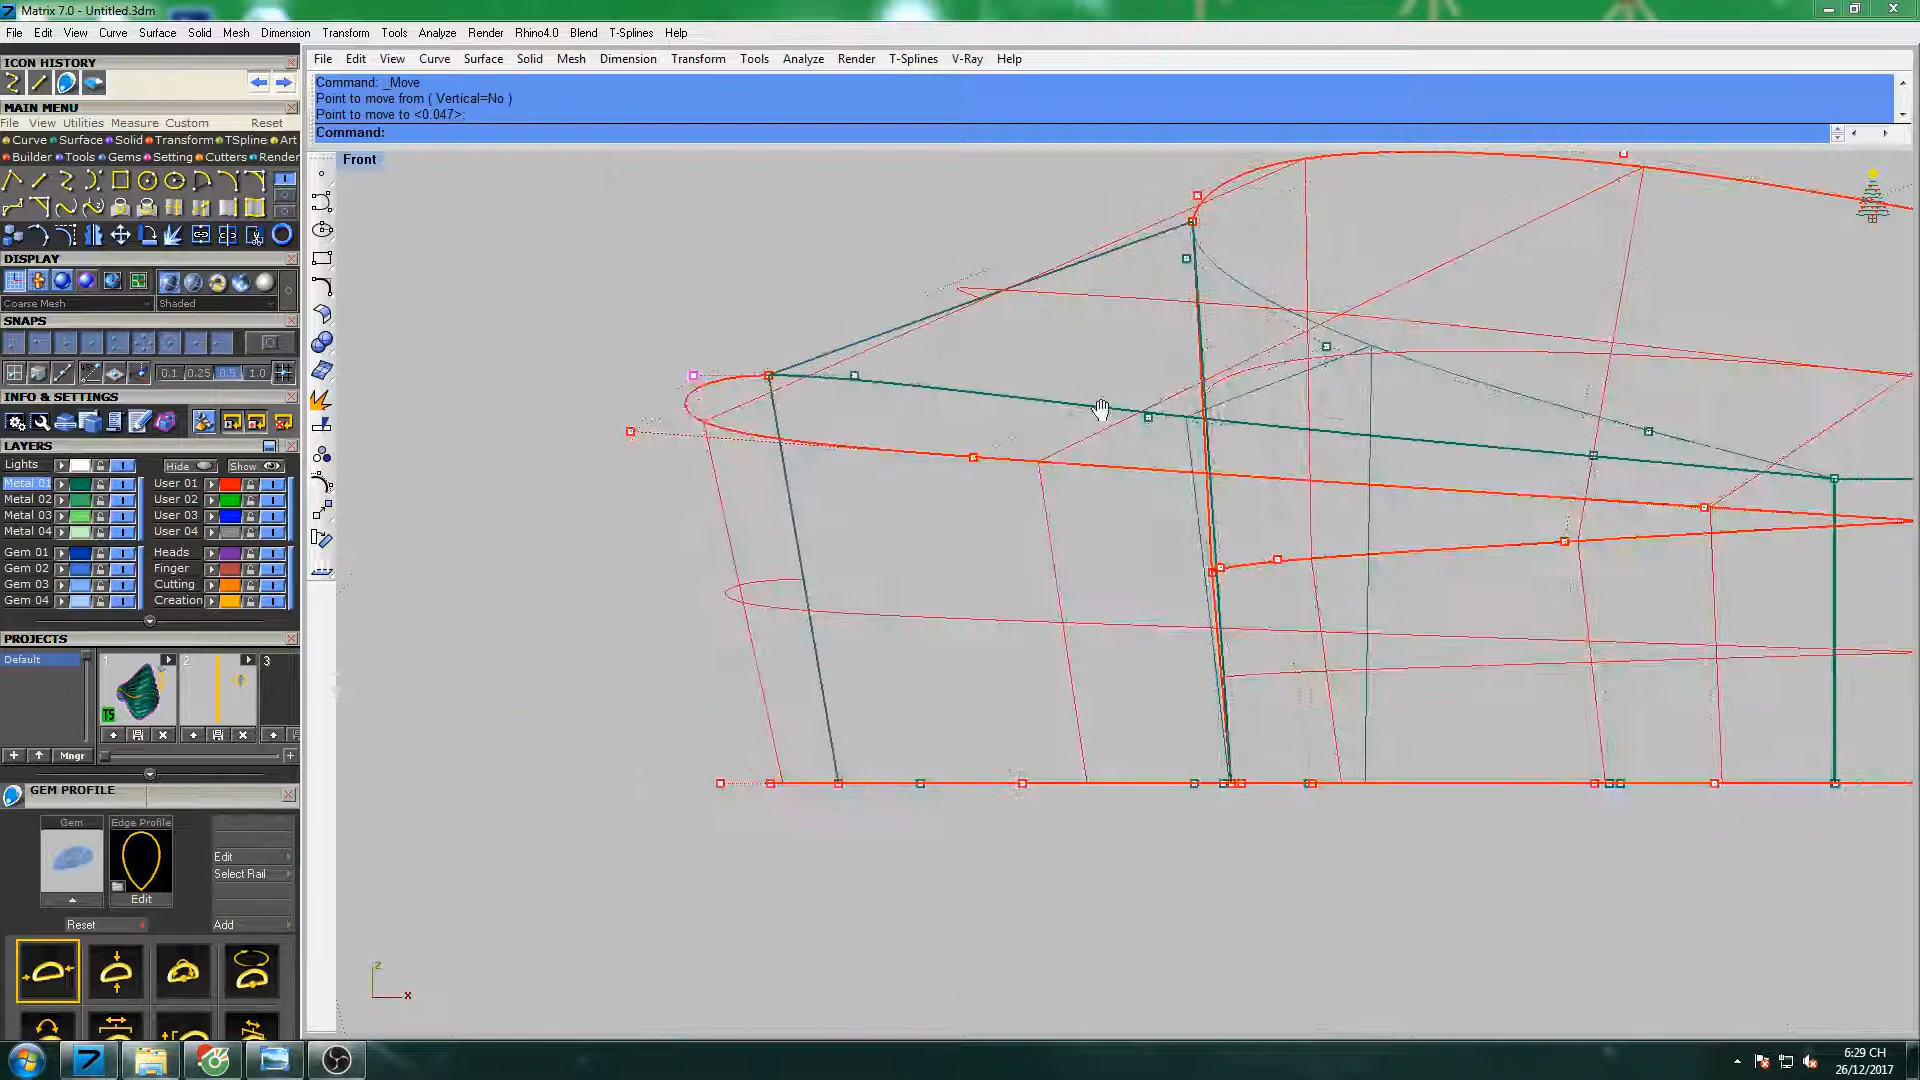 Matrix 7.0 - Untitled.3dm
File Edit View Curve Surface Solid Mesh Dimension Transform Tools Analyze Render Rhino4.0 Blend T-Splines Help
ICON HISTORY
MAIN MENU
File View Utilities Measure Custom Reset
Curve Surface Solid Transform TSpline Art
Builder Tools Gems Setting Cutters Render
DISPLAY
Coarse Mesh Shaded
SNAPS
0.1 0.25 0.5 1.0
INFO & SETTINGS
LAYERS
Lights Hide Show
Metal 01 User 01
Metal 02 User 02
Metal 03 User 03
Metal 04 User 04
Gem 01 Heads
Gem 02 Finger
Gem 03 Cutting
Gem 04 Creation
PROJECTS
Default
1 2 3
TS
Mngr
GEM PROFILE
Gem Edge Profile
Edit
Select Rail
Edit
Reset Add
File Edit View Curve Surface Solid Mesh Dimension Transform Tools Analyze Render T-Splines V-Ray Help
Command: _Move
Point to move from ( Vertical=No )
Point to move to <0.047>:
Command:
Front
z
x
6:29 CH
26/12/2017